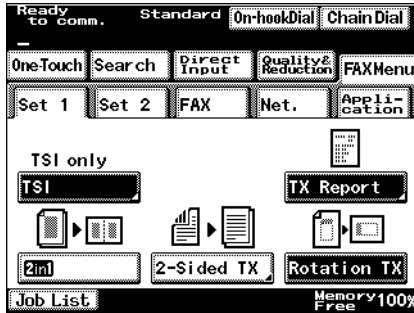 Ready to comm. Standard On-hookDial Chain Dial
One-Touch Search Direct Input Quality& Reduction FAXMenu
Set 1 Set 2 FAX Net. Appli-cation
TSI only
TSI TX Report
2in1 2-Sided TX Rotation TX
Job List Memory Free 100%